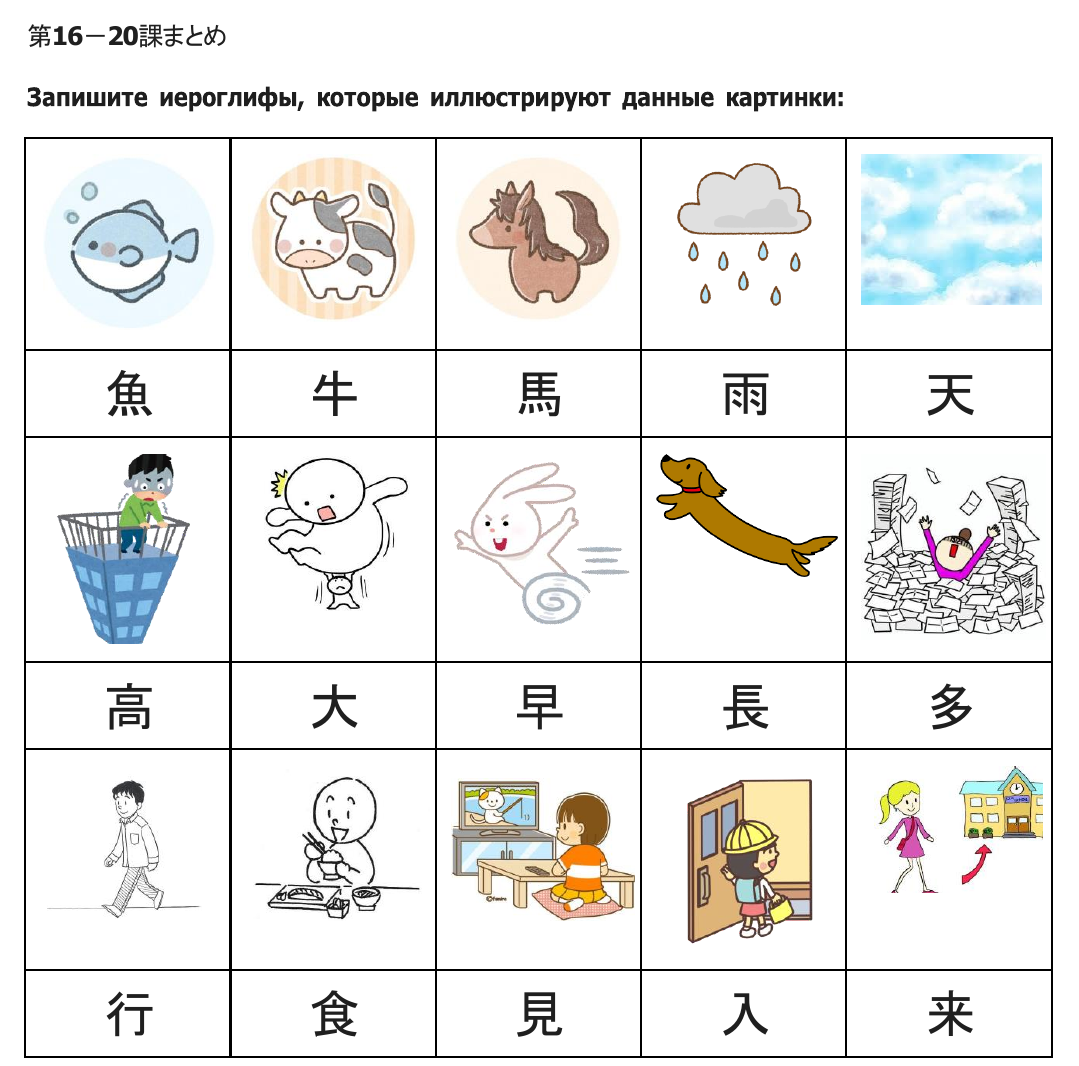 第16－20課まとめ
Запишите иероглифы, которые иллюстрируют данные картинки:
魚 牛 馬 雨 天
高 大 早 長 多
行 食 見 入 来